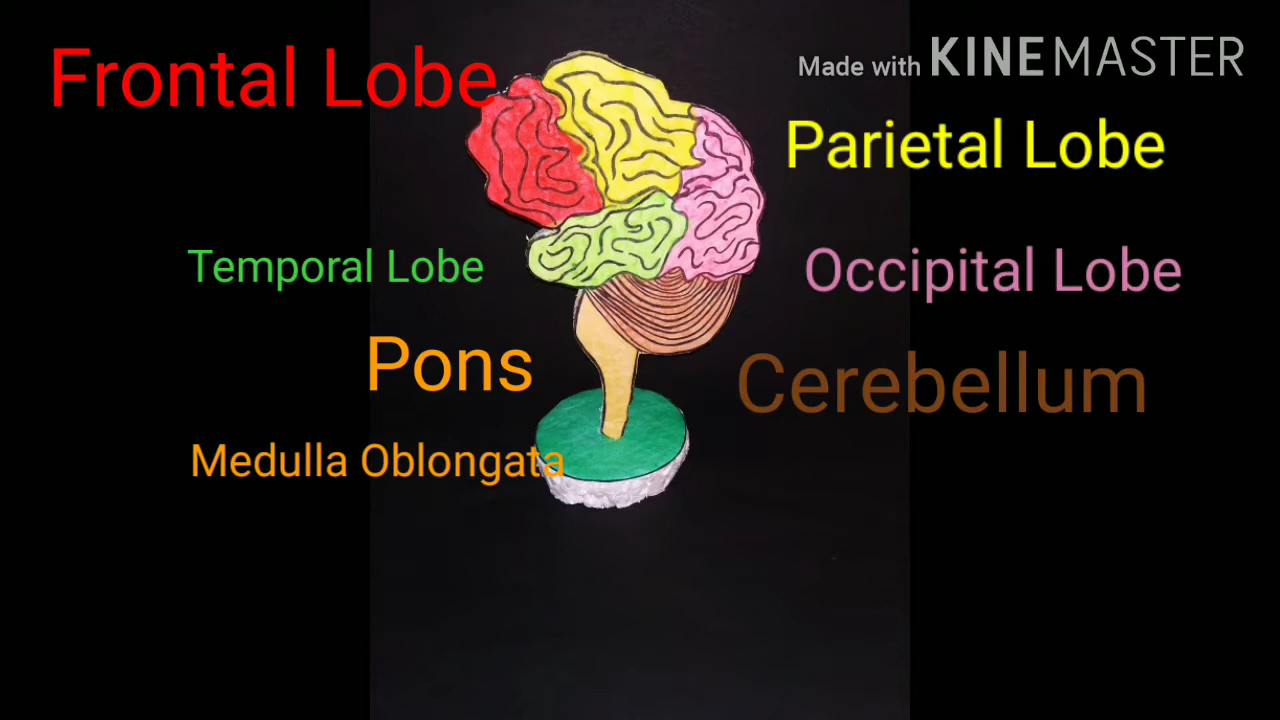 Frontal Lobe
Made with KINEMASTER
Parietal Lobe
Temporal Lobe
Occipital Lobe
Pons
Cerebellum
Medulla Oblongata